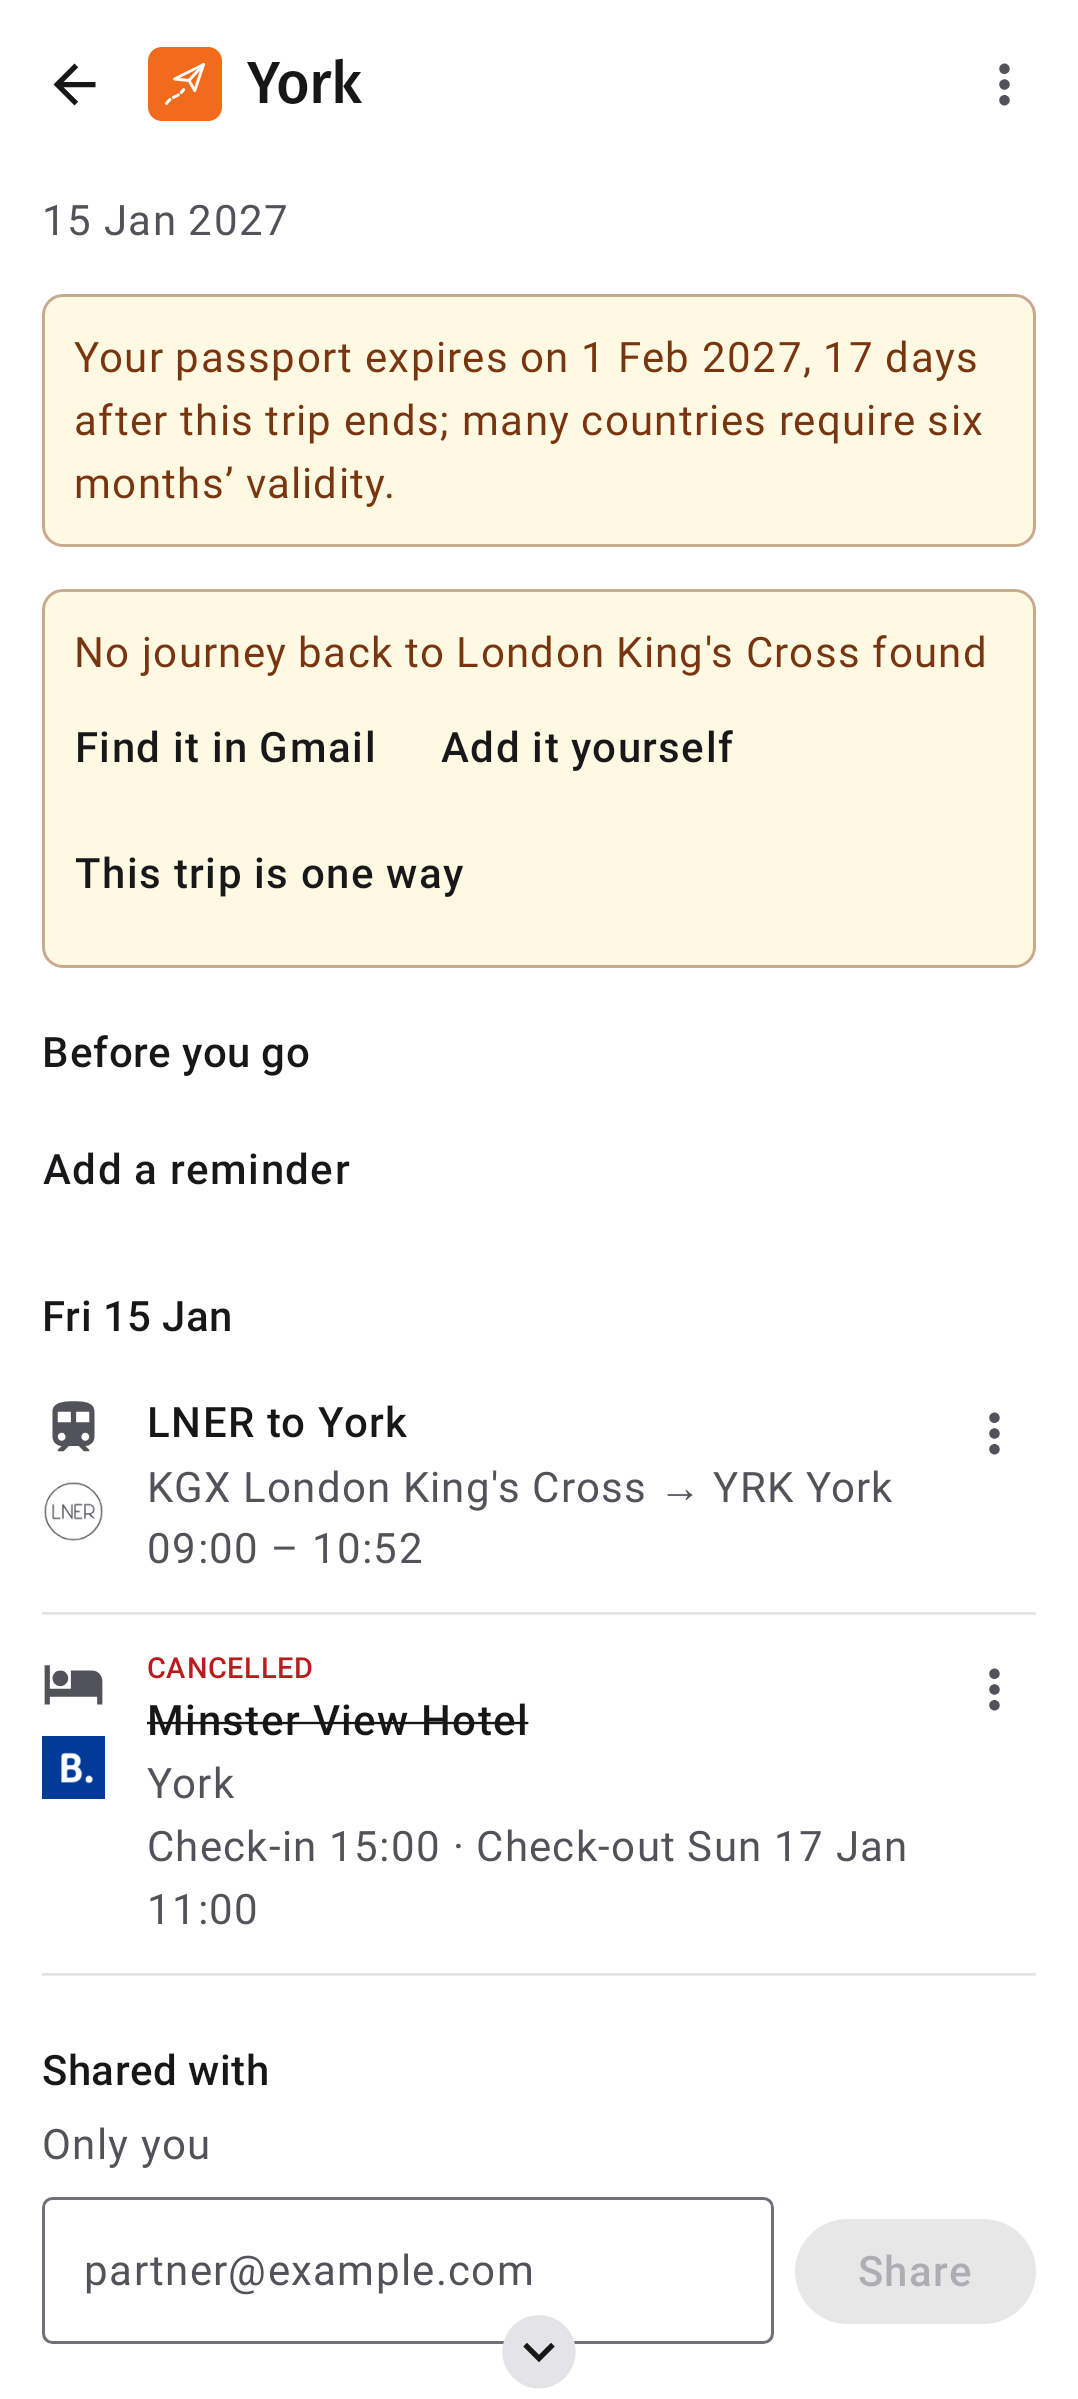 York
15 Jan 2027
Your passport expires on 1 Feb 2027, 17 days
after this trip ends; many countries require six
months’ validity.
No journey back to London King's Cross found
Find it in Gmail Add it yourself
This trip is one way
Before you go
Add a reminder
Fri 15 Jan
LNER to York
KGX London King's Cross → YRK York
LNER
09:00 – 10:52
CANCELLED
Minster View Hotel
B.
York
Check-in 15:00 · Check-out Sun 17 Jan
11:00
Shared with
Only you
partner@example.com
Share